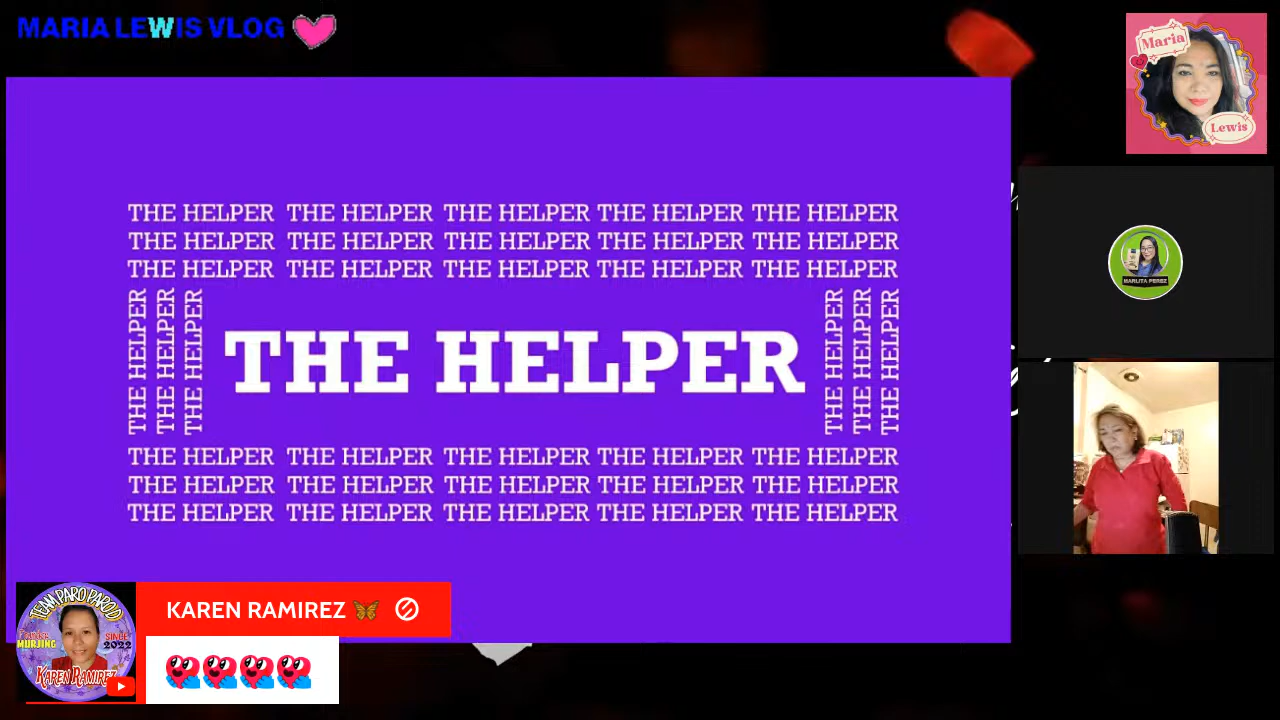 MARIA LEWIS VLOG
Maria
Lewis
THE HELPER THE HELPER THE HELPER THE HELPER THE HELPER
THE HELPER THE HELPER THE HELPER THE HELPER THE HELPER
THE HELPER THE HELPER THE HELPER THE HELPER THE HELPER
THE HELPER
THE HELPER
THE HELPER
THE HELPER
THE HELPER
THE HELPER
THE HELPER
THE HELPER THE HELPER THE HELPER THE HELPER THE HELPER
THE HELPER THE HELPER THE HELPER THE HELPER THE HELPER
THE HELPER THE HELPER THE HELPER THE HELPER THE HELPER
MARLITA PEREZ
TEAM PARO PARO
MURJING
SINCE
2022
KAREN RAMIREZ
KAREN RAMIREZ